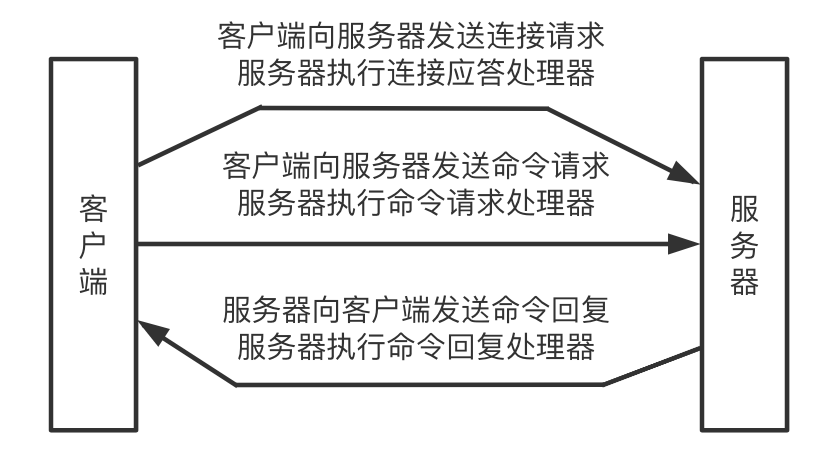 客户端向服务器发送连接请求
服务器执行连接应答处理器
客户端向服务器发送命令请求
服务器执行命令请求处理器
客户端
服务器
服务器向客户端发送命令回复
服务器执行命令回复处理器